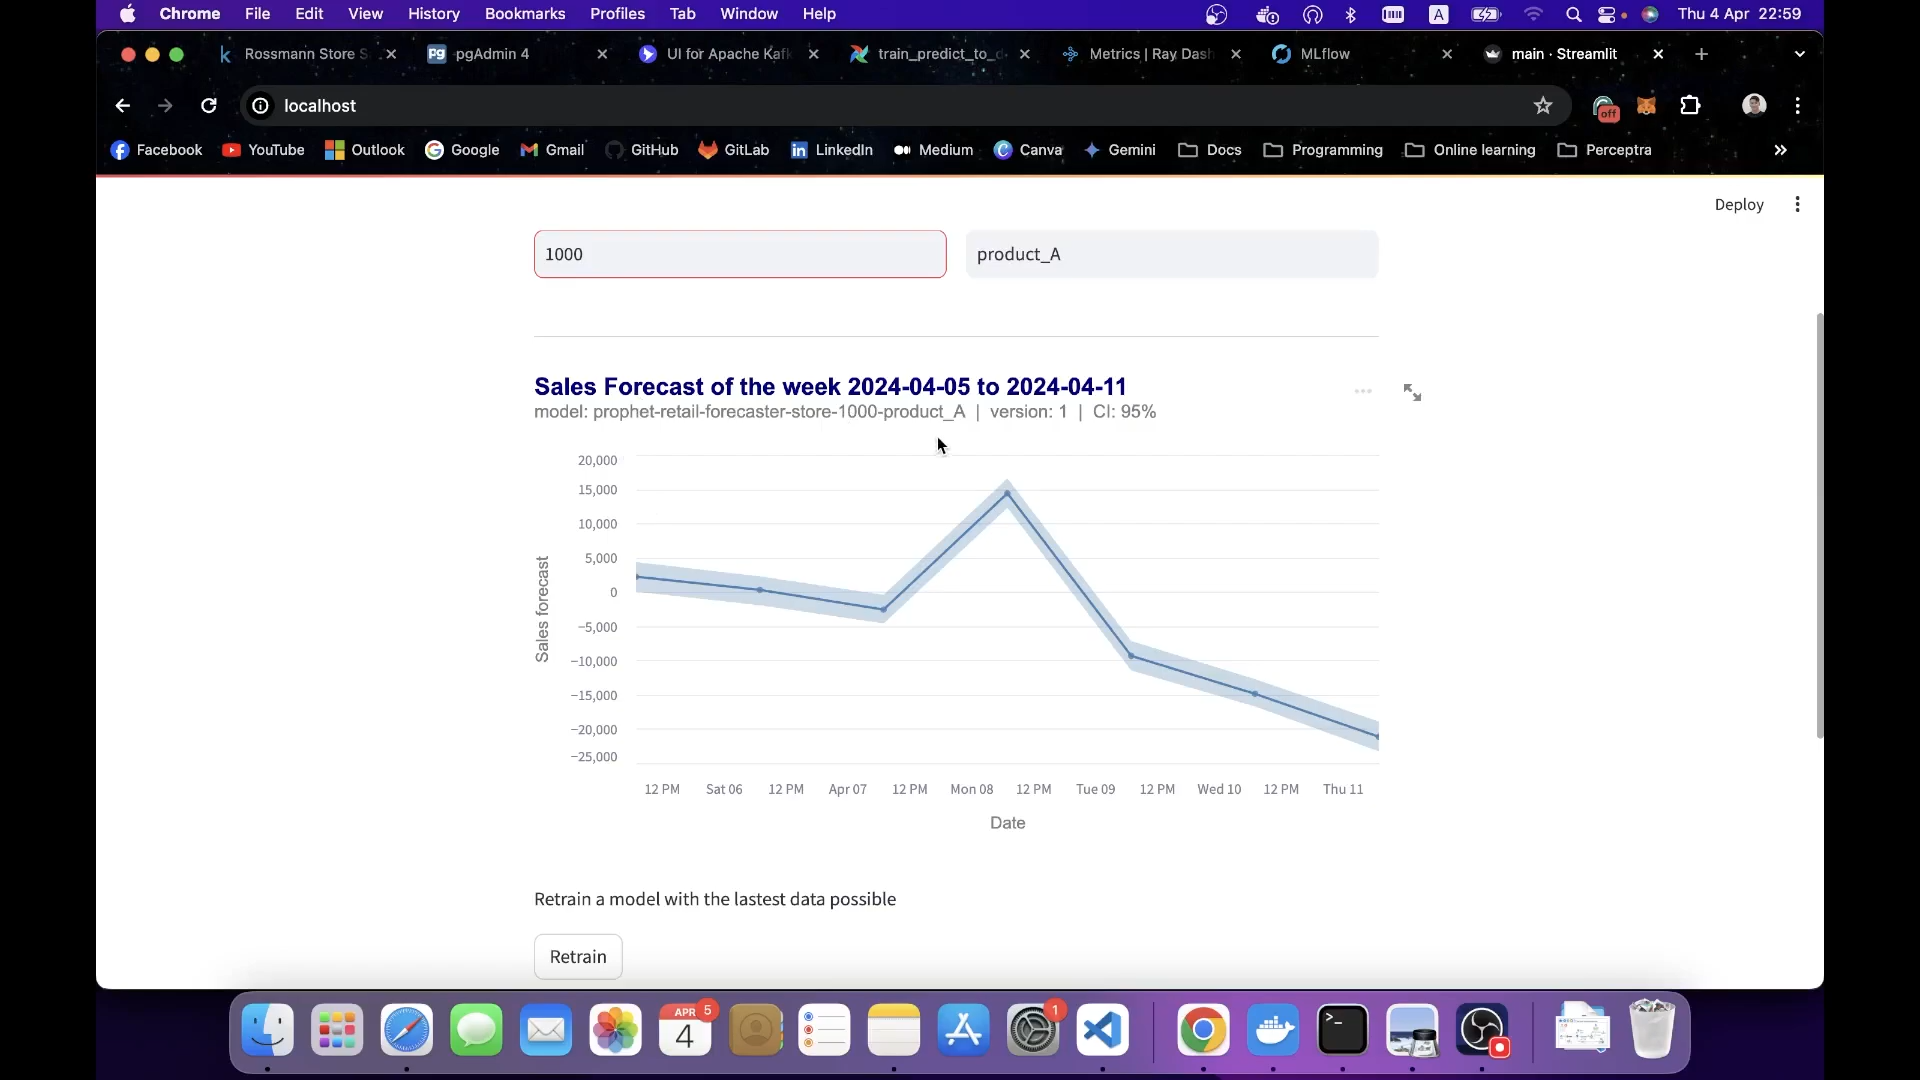 Chrome File Edit View History Bookmarks Profiles Tab Window Help A Thu 4 Apr 22:59
Rossmann Store S pgAdmin 4 UI for Apache Kafk train_predict_to_d Metrics | Ray Dash MLflow main · Streamlit
localhost
off
Facebook YouTube Outlook Google Gmail GitHub GitLab LinkedIn Medium Canva Gemini Docs Programming Online learning Perceptra
Deploy
1000 product_A
Sales Forecast of the week 2024-04-05 to 2024-04-11
model: prophet-retail-forecaster-store-1000-product_A | version: 1 | CI: 95%
20,000
15,000
10,000
5,000
0
−5,000
−10,000
−15,000
−20,000
−25,000
Sales forecast
12 PM Sat 06 12 PM Apr 07 12 PM Mon 08 12 PM Tue 09 12 PM Wed 10 12 PM Thu 11
Date
Retrain a model with the lastest data possible
Retrain
APR 5
4
1